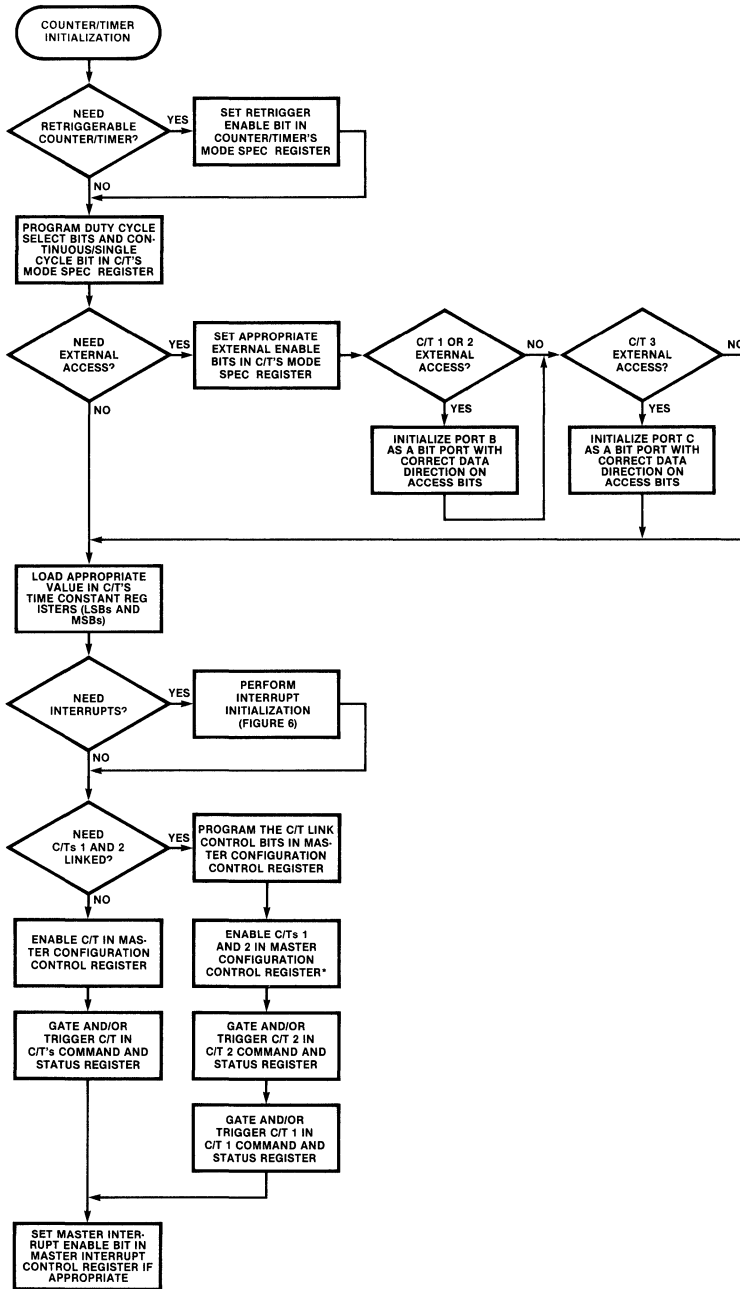 COUNTER/TIMER
INITIALIZATION
NEED
RETRIGGERABLE
COUNTER/TIMER?
YES
SET RETRIGGER
ENABLE BIT IN
COUNTER/TIMER'S
MODE SPEC REGISTER
NO
PROGRAM DUTY CYCLE
SELECT BITS AND CON-
TINUOUS/SINGLE
CYCLE BIT IN C/T'S
MODE SPEC REGISTER
NEED
EXTERNAL
ACCESS?
YES
SET APPROPRIATE
EXTERNAL ENABLE
BITS IN C/T'S MODE
SPEC REGISTER
C/T 1 OR 2
EXTERNAL
ACCESS?
NO
C/T 3
EXTERNAL
ACCESS?
NO
NO
YES
INITIALIZE PORT B
AS A BIT PORT WITH
CORRECT DATA
DIRECTION ON
ACCESS BITS
YES
INITIALIZE PORT C
AS A BIT PORT WITH
CORRECT DATA
DIRECTION ON
ACCESS BITS
LOAD APPROPRIATE
VALUE IN C/T'S
TIME CONSTANT REG
ISTERS (LSBs AND
MSBs)
NEED
INTERRUPTS?
YES
PERFORM
INTERRUPT
INITIALIZATION
(FIGURE 6)
NO
NEED
C/Ts 1 AND 2
LINKED?
YES
PROGRAM THE C/T LINK
CONTROL BITS IN MAS-
TER CONFIGURATION
CONTROL REGISTER
NO
ENABLE C/T IN MAS-
TER CONFIGURATION
CONTROL REGISTER
ENABLE C/Ts 1
AND 2 IN MASTER
CONFIGURATION
CONTROL REGISTER*
GATE AND/OR
TRIGGER C/T IN
C/T's COMMAND AND
STATUS REGISTER
GATE AND/OR
TRIGGER C/T 2 IN
C/T 2 COMMAND AND
STATUS REGISTER
GATE AND/OR
TRIGGER C/T 1 IN
C/T 1 COMMAND AND
STATUS REGISTER
SET MASTER INTER-
RUPT ENABLE BIT IN
MASTER INTERRUPT
CONTROL REGISTER IF
APPROPRIATE